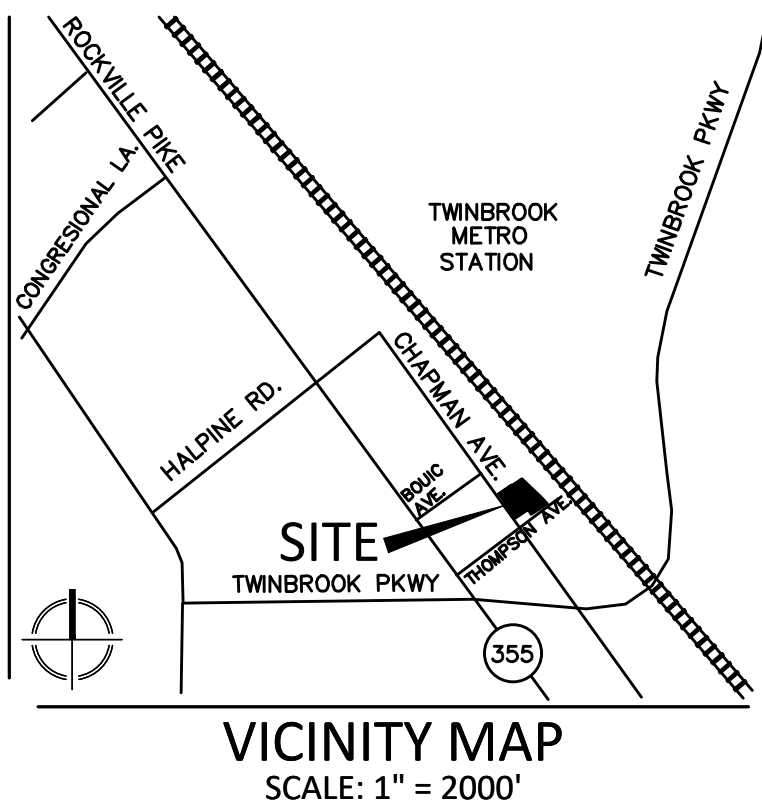 ROCKVILLE PIKE
CONGRESIONAL LA.
TWINBROOK
METRO
STATION
TWINBROOK PKWY
HALPINE RD.
CHAPMAN AVE.
BOUIC
AVE.
SITE
THOMPSON AVE.
TWINBROOK PKWY
355
VICINITY MAP
SCALE: 1" = 2000'